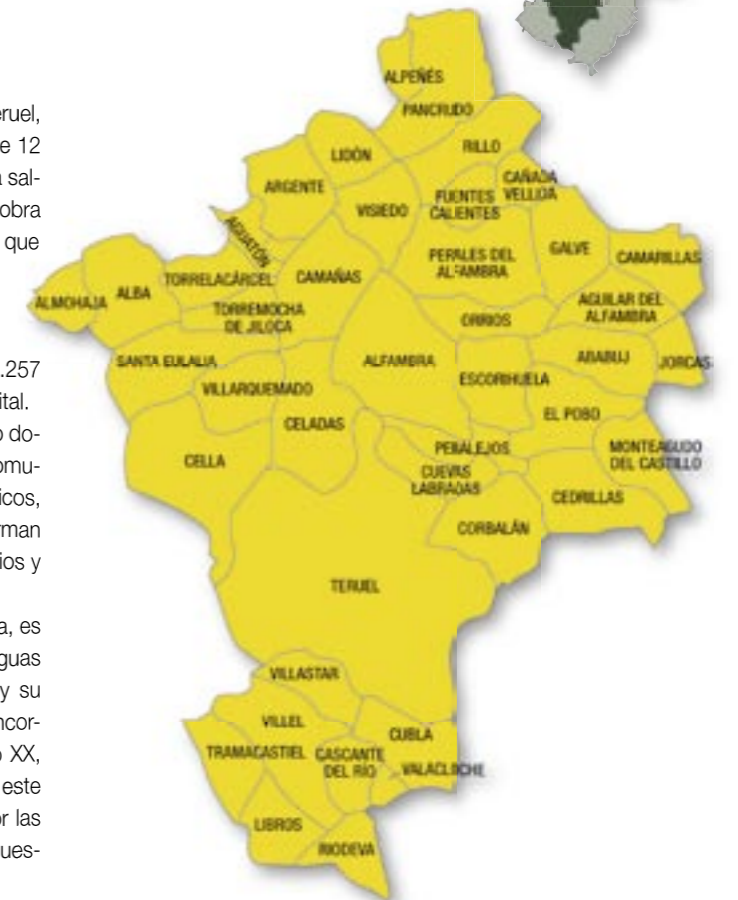 eruel,
e 12
a sal-
obra
que
.257
ital.
o do-
omu-
icos,
rman
ios y
a, es
guas
y su
ncor-
o XX,
este
or las
ues-
ALPEÑÉS
PANCRUDO
RILLO
LIDÓN
CAÑADA
VELLIDA
ARGENTE
FUENTES
CALIENTES
VISIEDO
AGUATÓN
GALVE
CAMARILLAS
PERALES DEL
ALFAMBRA
TORRELACÁRCEL
CAMAÑAS
ALBA
ALMOHAJA
AGUILAR DEL
ALFAMBRA
TORREMOCHA
DE JILOCA
ORRIOS
SANTA EULALIA
ALFAMBRA
ABABUJ
JORCAS
ESCORIHUELA
VILLARQUEMADO
EL POBO
CELADAS
PERALEJOS
MONTEAGUDO
DEL CASTILLO
CELLA
CUEVAS
LABRADAS
CEDRILLAS
CORBALÁN
TERUEL
VILLASTAR
VILLEL
CUBLA
TRAMACASTIEL
CASCANTE
DEL RÍO
VALACLOCHE
LIBROS
RIODEVA